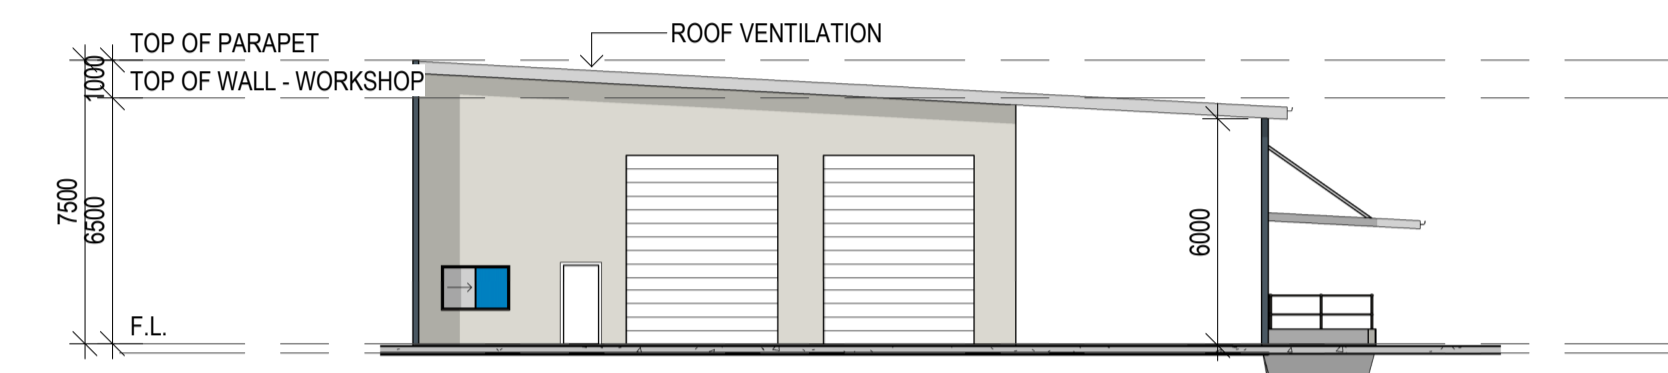 ROOF VENTILATION
TOP OF PARAPET
1000
TOP OF WALL - WORKSHOP
7500
6500
6000
F.L.